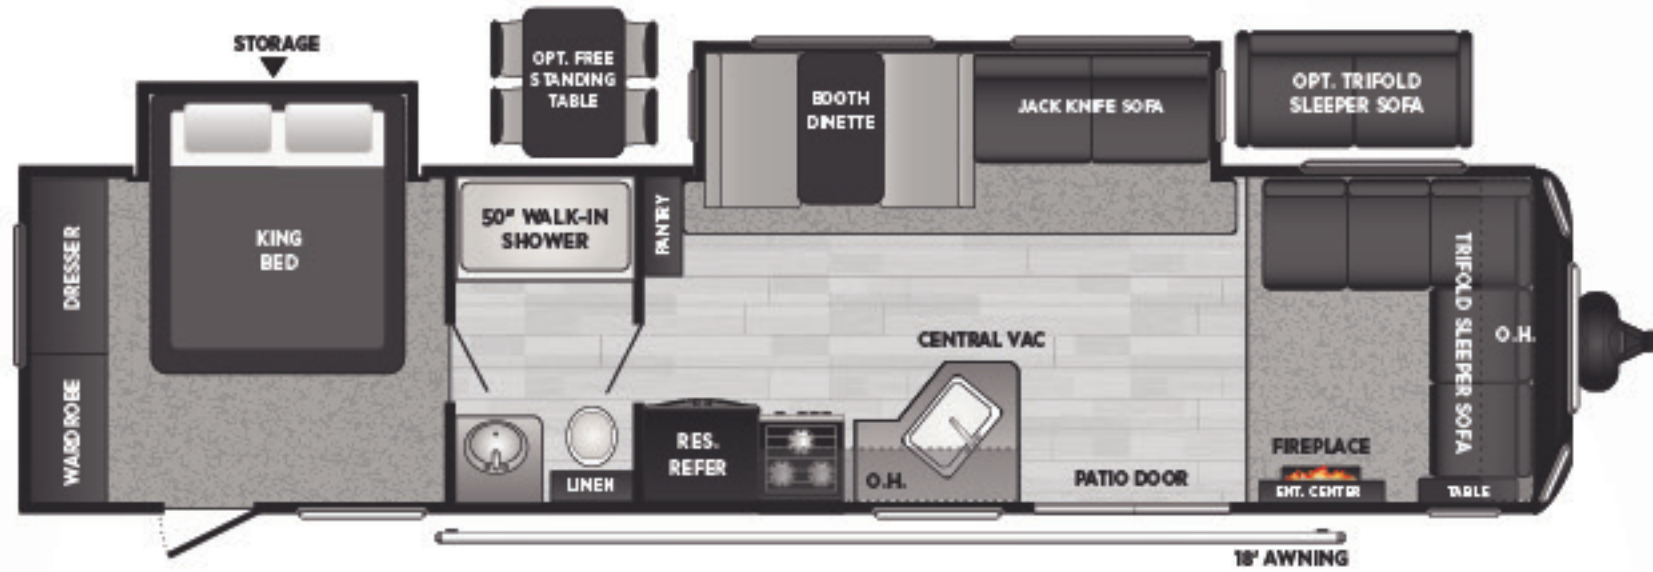 STORAGE
OPT. FREE
STANDING
TABLE
BOOTH
DINETTE
JACK KNIFE SOFA
OPT. TRIFOLD
SLEEPER SOFA
DRESSER
WARDROBE
KING
BED
50" WALK-IN
SHOWER
PANTRY
CENTRAL VAC
TRIFOLD SLEEPER SOFA
O.H.
LINEN
RES.
REFER
O.H.
PATIO DOOR
FIREPLACE
ENT. CENTER
TABLE
18' AWNING